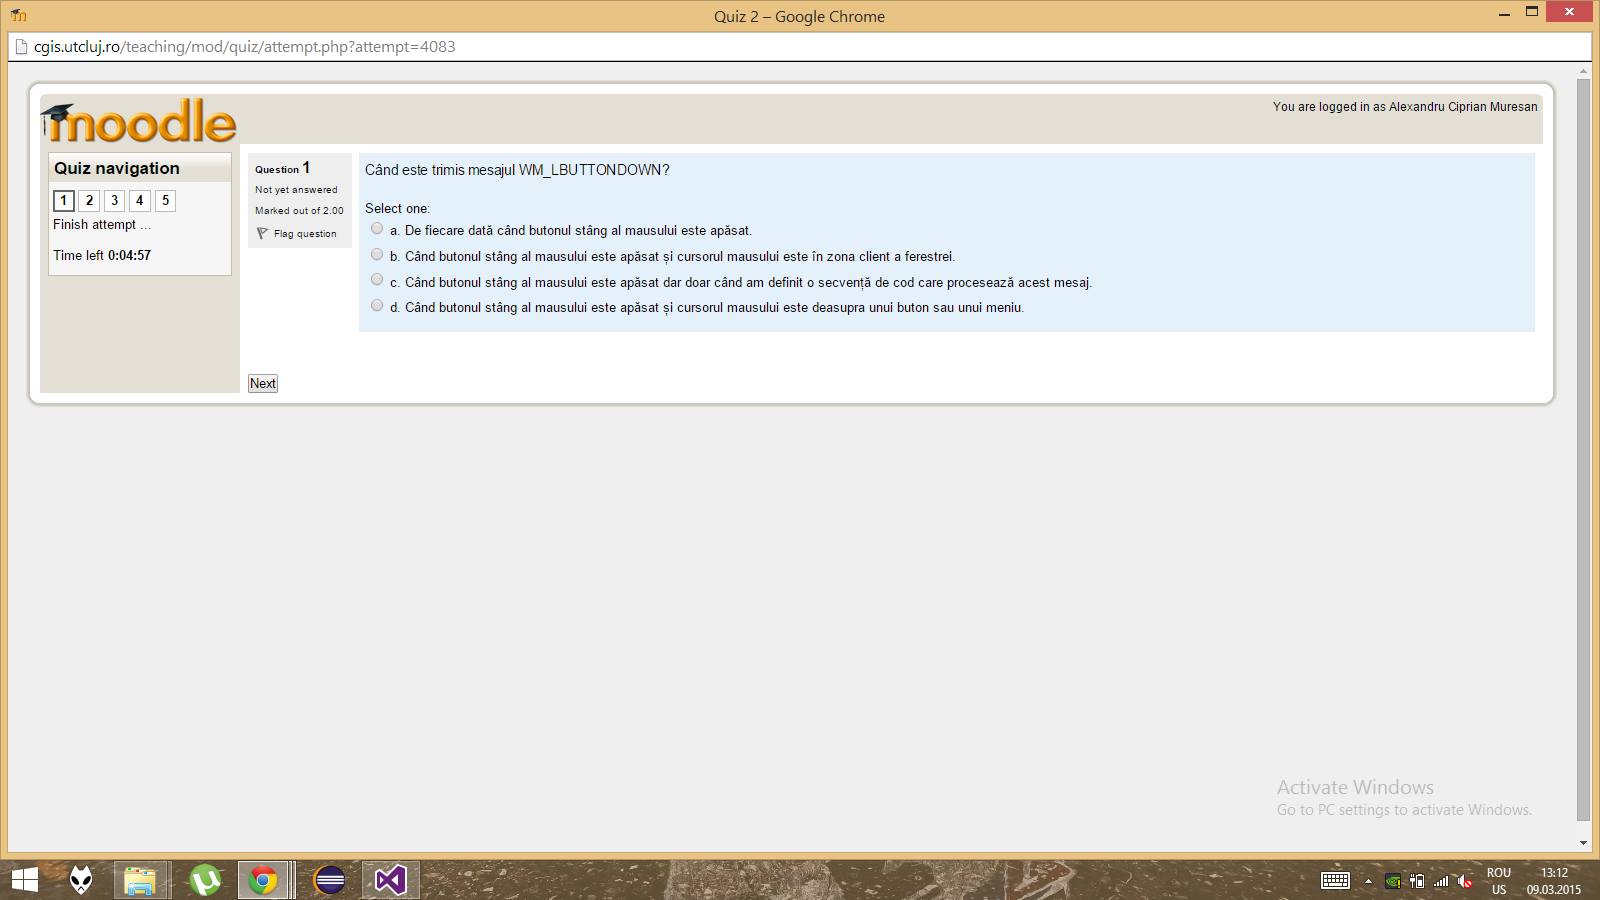 Quiz 2 – Google Chrome
cgis.utcluj.ro/teaching/mod/quiz/attempt.php?attempt=4083
moodle
You are logged in as Alexandru Ciprian Muresan
Quiz navigation
1 2 3 4 5
Finish attempt ...
Time left 0:04:57
Question 1
Not yet answered
Marked out of 2.00
Flag question
Când este trimis mesajul WM_LBUTTONDOWN?
Select one:
a. De fiecare dată când butonul stâng al mausului este apăsat.
b. Când butonul stâng al mausului este apăsat și cursorul mausului este în zona client a ferestrei.
c. Când butonul stâng al mausului este apăsat dar doar când am definit o secvență de cod care procesează acest mesaj.
d. Când butonul stâng al mausului este apăsat și cursorul mausului este deasupra unui buton sau unui meniu.
Next
Activate Windows
Go to PC settings to activate Windows.
ROU
US
13:12
09.03.2015